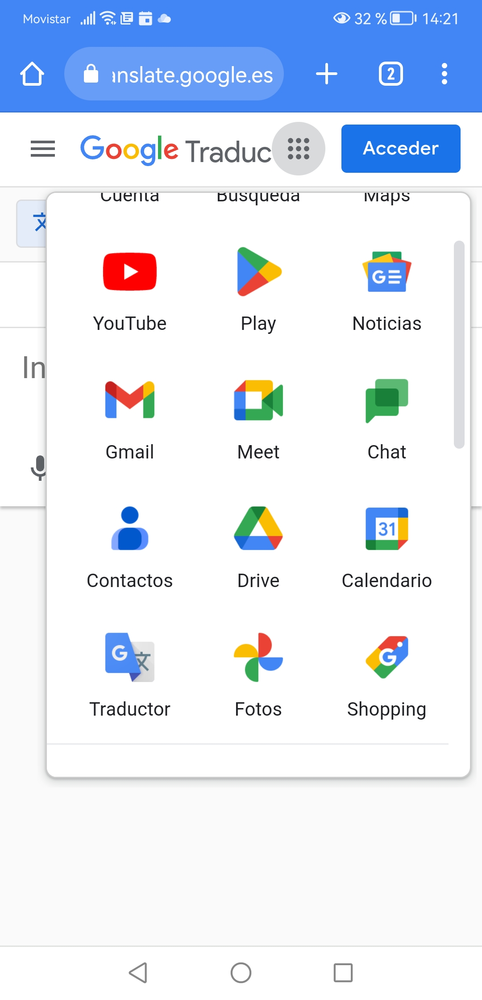 Movistar 32 % 14:21
anslate.google.es 2
Google Traduc Acceder
Cuenta Búsqueda Maps
YouTube Play Noticias
Gmail Meet Chat
In
31
Contactos Drive Calendario
Traductor Fotos Shopping